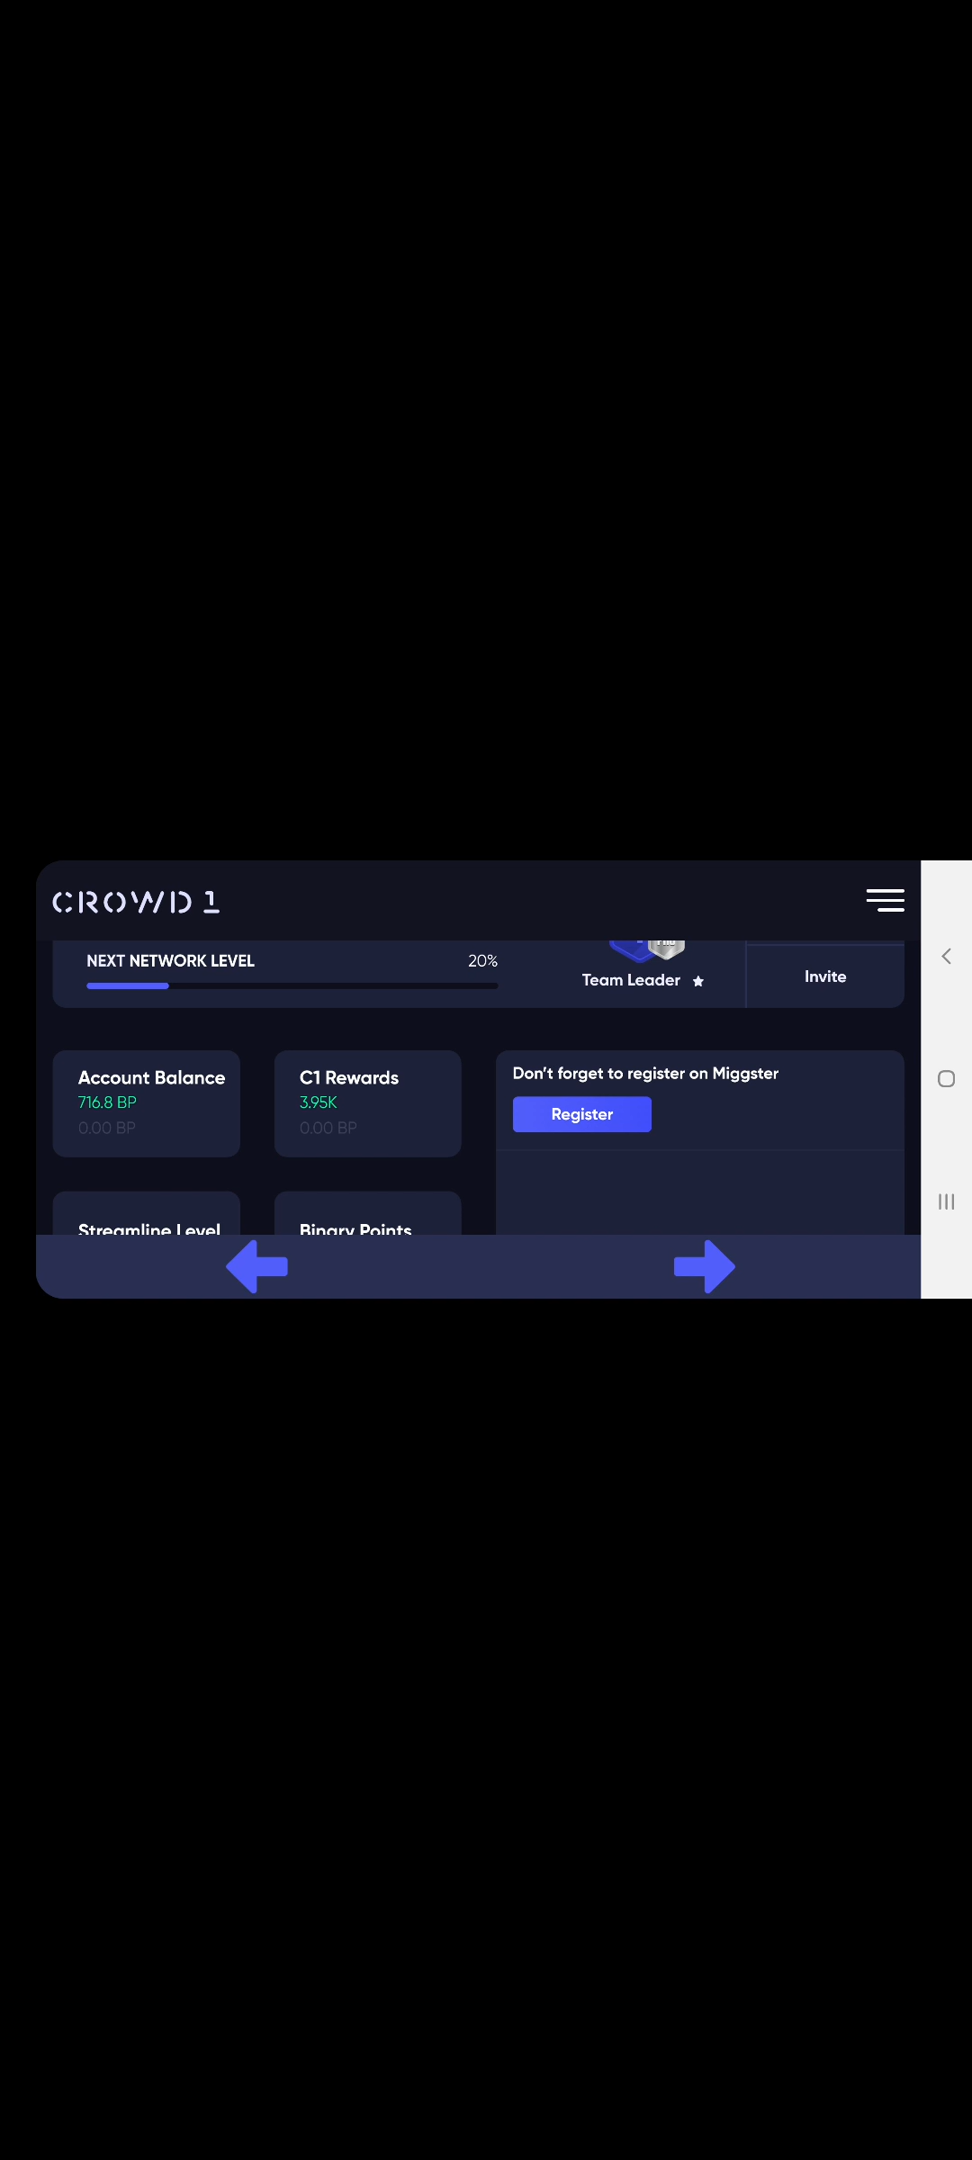 CROWD 1
NEXT NETWORK LEVEL 20%
Team Leader
Invite
Account Balance
716.8 BP
0.00 BP
C1 Rewards
3.95K
0.00 BP
Don't forget to register on Miggster
Register
Streamline Level
Binary Points